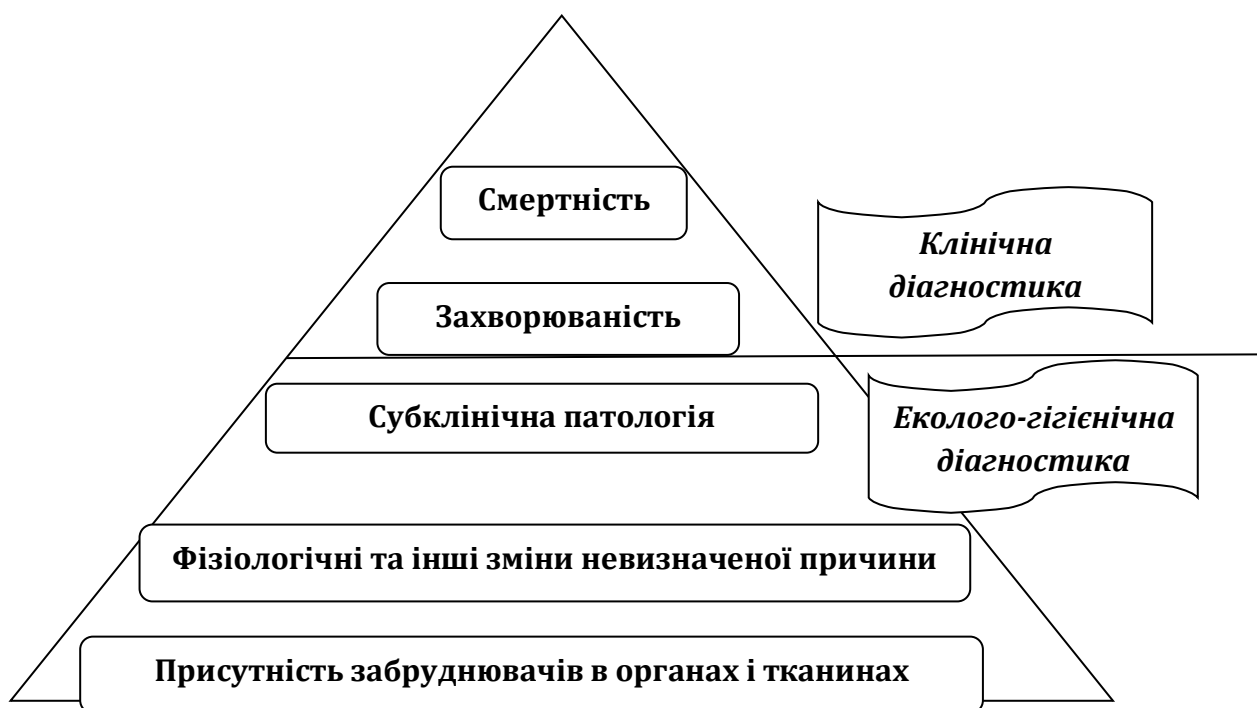 Смертність
Клінічна
діагностика
Захворюваність
Субклінічна патологія
Еколого-гігієнічна
діагностика
Фізіологічні та інші зміни невизначеної причини
Присутність забруднювачів в органах і тканинах